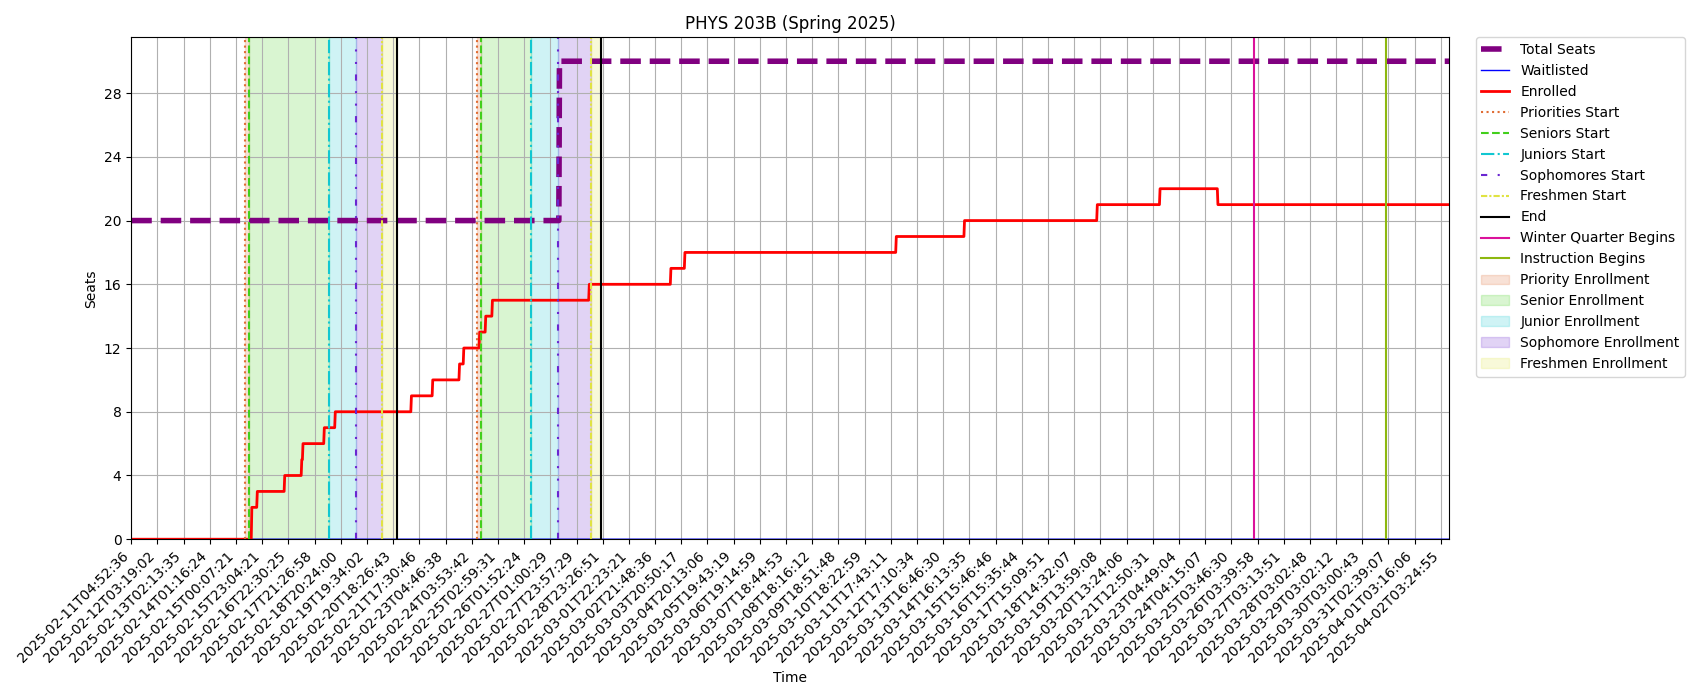 PHYS 203B (Spring 2025)
Seats
28
24
20
16
12
8
4
0
2025-02-11T04:52:36
2025-02-12T03:19:02
2025-02-13T02:13:35
2025-02-14T01:16:24
2025-02-15T00:07:21
2025-02-15T23:04:21
2025-02-16T22:30:25
2025-02-17T21:26:58
2025-02-18T20:24:00
2025-02-19T19:34:02
2025-02-20T18:26:43
2025-02-21T17:30:46
2025-02-23T04:46:38
2025-02-24T03:53:42
2025-02-25T02:59:31
2025-02-26T01:52:24
2025-02-27T01:00:29
2025-02-27T23:57:29
2025-02-28T23:26:51
2025-03-01T22:23:21
2025-03-02T21:48:36
2025-03-03T20:50:17
2025-03-04T20:13:06
2025-03-05T19:43:19
2025-03-06T19:14:59
2025-03-07T18:44:53
2025-03-08T18:16:12
2025-03-09T18:51:48
2025-03-10T18:22:59
2025-03-11T17:43:11
2025-03-12T17:10:34
2025-03-13T16:46:30
2025-03-14T16:13:35
2025-03-15T15:46:46
2025-03-16T15:35:44
2025-03-17T15:09:51
2025-03-18T14:32:07
2025-03-19T13:59:08
2025-03-20T13:24:06
2025-03-21T12:50:31
2025-03-23T04:49:04
2025-03-24T04:15:07
2025-03-25T03:46:30
2025-03-26T03:39:58
2025-03-27T03:13:51
2025-03-28T03:02:48
2025-03-29T03:02:12
2025-03-30T03:00:43
2025-03-31T02:39:07
2025-04-01T03:16:06
2025-04-02T03:24:55
Time
Total Seats
Waitlisted
Enrolled
Priorities Start
Seniors Start
Juniors Start
Sophomores Start
Freshmen Start
End
Winter Quarter Begins
Instruction Begins
Priority Enrollment
Senior Enrollment
Junior Enrollment
Sophomore Enrollment
Freshmen Enrollment